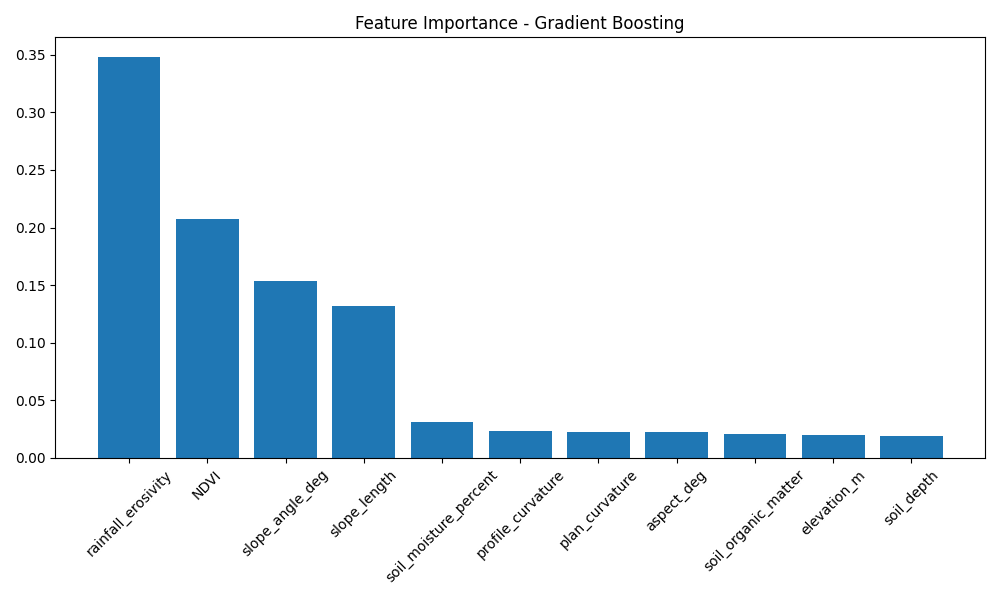 Feature Importance - Gradient Boosting
0.35
0.30
0.25
0.20
0.15
0.10
0.05
0.00
rainfall_erosivity
NDVI
slope_angle_deg
slope_length
soil_moisture_percent
profile_curvature
plan_curvature
aspect_deg
soil_organic_matter
elevation_m
soil_depth